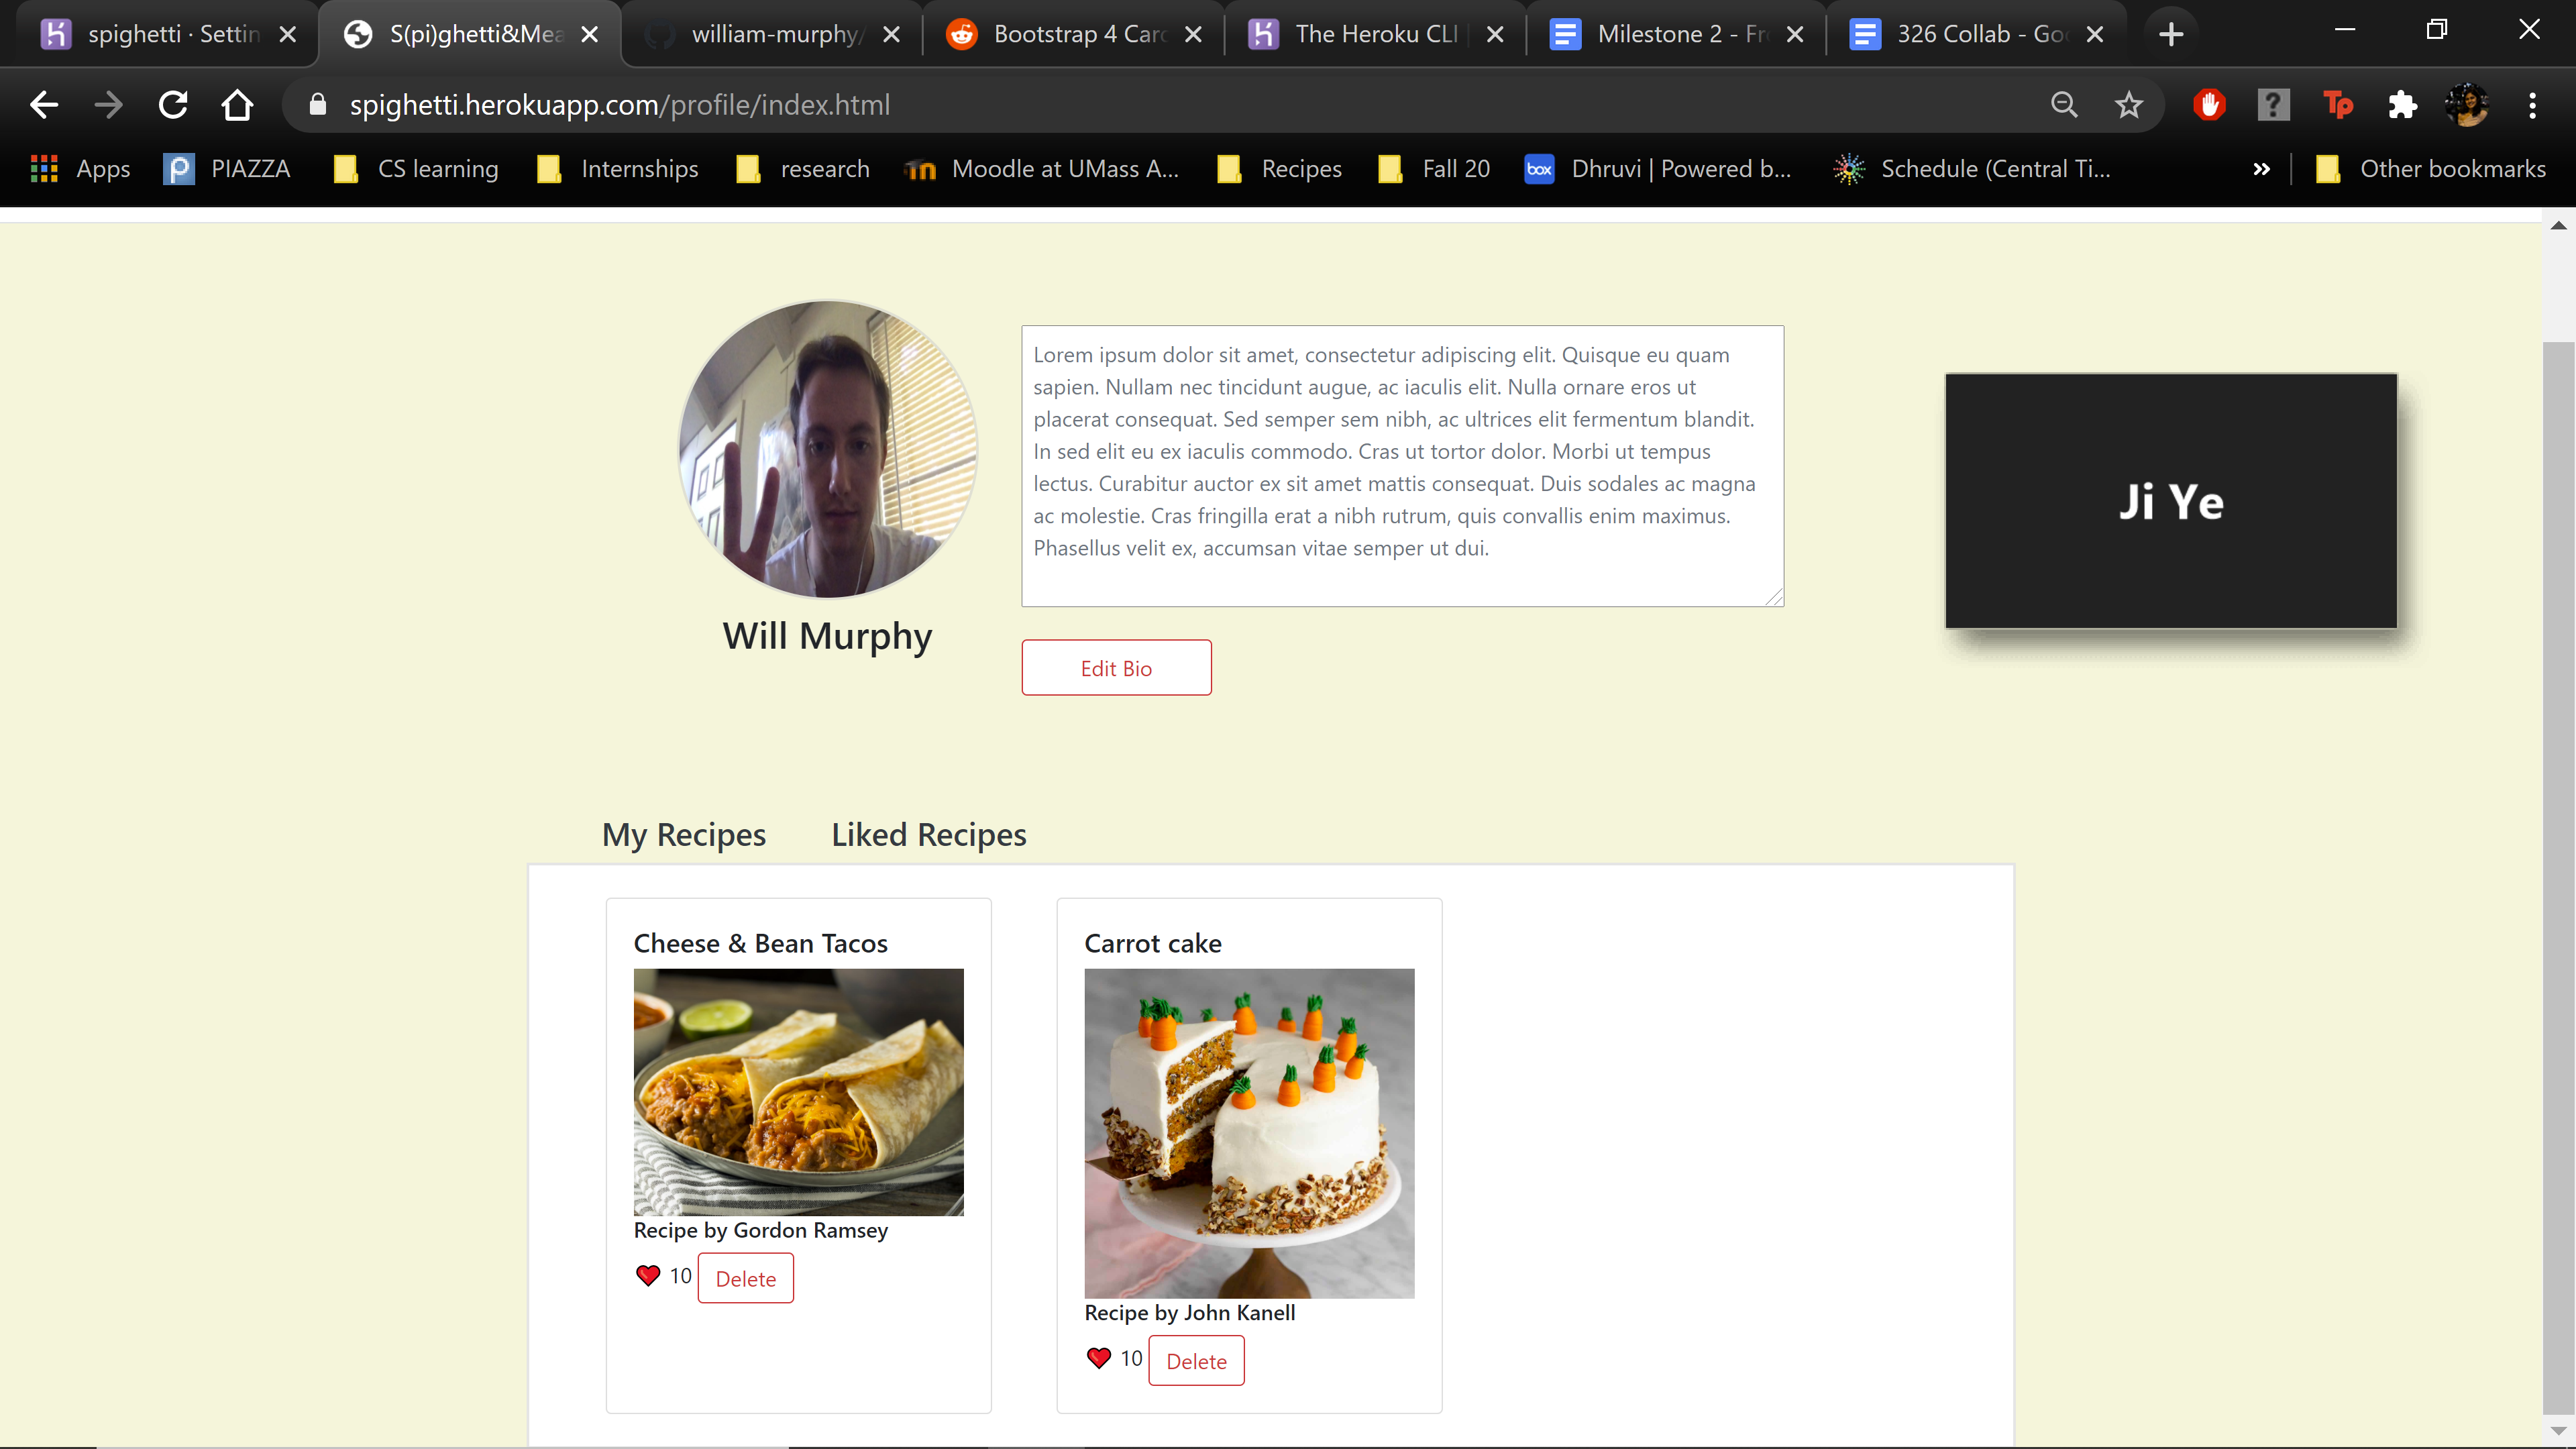 spighetti · Settin
S(pi)ghetti&Mea
william-murphy/
Bootstrap 4 Carc
The Heroku CLI
Milestone 2 - Fr
326 Collab - Goo
spighetti.herokuapp.com/profile/index.html
Tp
Apps
PIAZZA
CS learning
Internships
research
Moodle at UMass A...
Recipes
Fall 20
box
Dhruvi | Powered b...
Schedule (Central Ti...
Other bookmarks
Lorem ipsum dolor sit amet, consectetur adipiscing elit. Quisque eu quam
sapien. Nullam nec tincidunt augue, ac iaculis elit. Nulla ornare eros ut
placerat consequat. Sed semper sem nibh, ac ultrices elit fermentum blandit.
In sed elit eu ex iaculis commodo. Cras ut tortor dolor. Morbi ut tempus
lectus. Curabitur auctor ex sit amet mattis consequat. Duis sodales ac magna
ac molestie. Cras fringilla erat a nibh rutrum, quis convallis enim maximus.
Phasellus velit ex, accumsan vitae semper ut dui.
Will Murphy
Edit Bio
Ji Ye
My Recipes
Liked Recipes
Cheese & Bean Tacos
Recipe by Gordon Ramsey
10
Delete
Carrot cake
Recipe by John Kanell
10
Delete